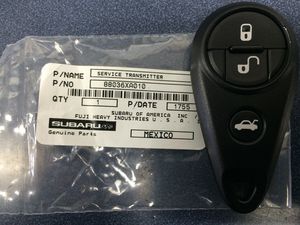 P/NAME SERVICE TRANSMITTER
P/NO 88036XA010
QTY 1 P/DATE 1755
SUBARU OF AMERICA INC
FUJI HEAVY INDUSTRIES U.S.A.
SUBARU
Genuine Parts
MEXICO